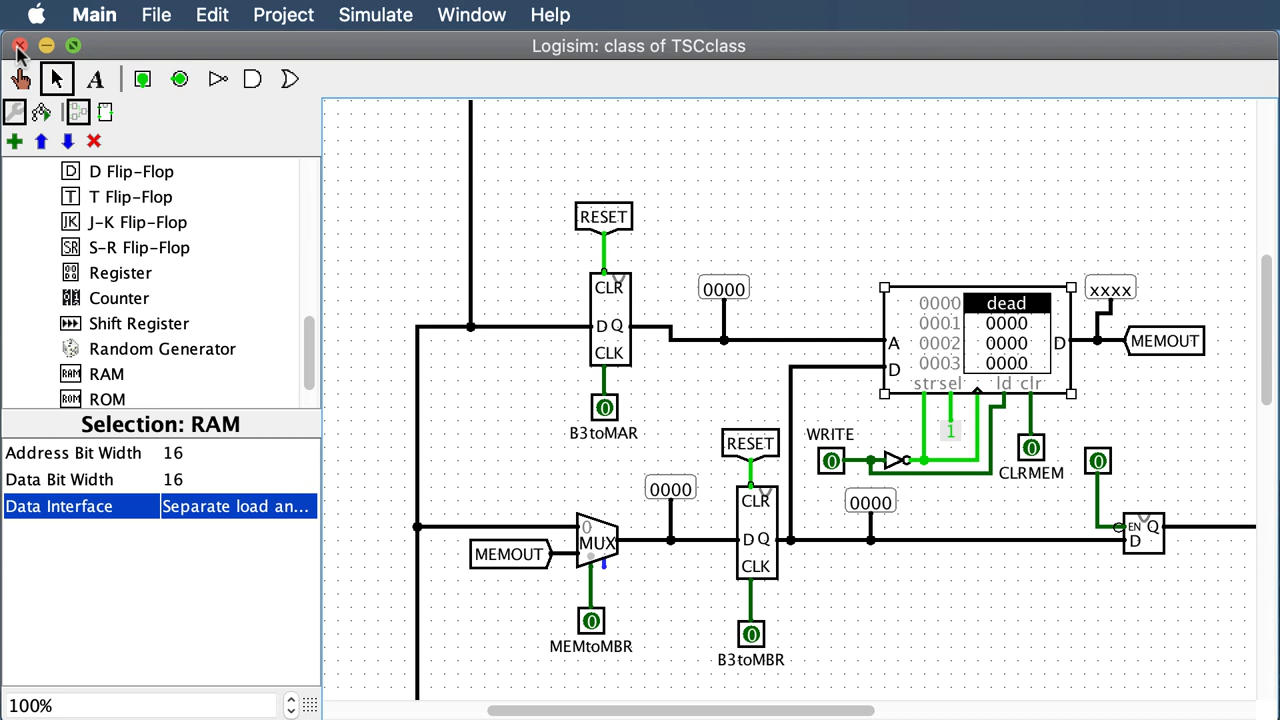 Main File Edit Project Simulate Window Help
Logisim: class of TSCclass
A
D Flip-Flop
T Flip-Flop
J-K Flip-Flop
S-R Flip-Flop
Register
Counter
Shift Register
Random Generator
RAM RAM
ROM ROM
Selection: RAM
Address Bit Width 16
Data Bit Width 16
Data Interface Separate load an...
100%
RESET
CLR
D Q
CLK
0
B3toMAR
0000
0000 dead
0001 0000
0002 0000
0003 0000
A
D
D
str sel ld clr
xxxx
MEMOUT
1
WRITE
0
0
CLRMEM
0
RESET
CLR
D Q
CLK
0
B3toMBR
0000
0000
0
MUX
MEMOUT
0
MEMtoMBR
EN Q
D